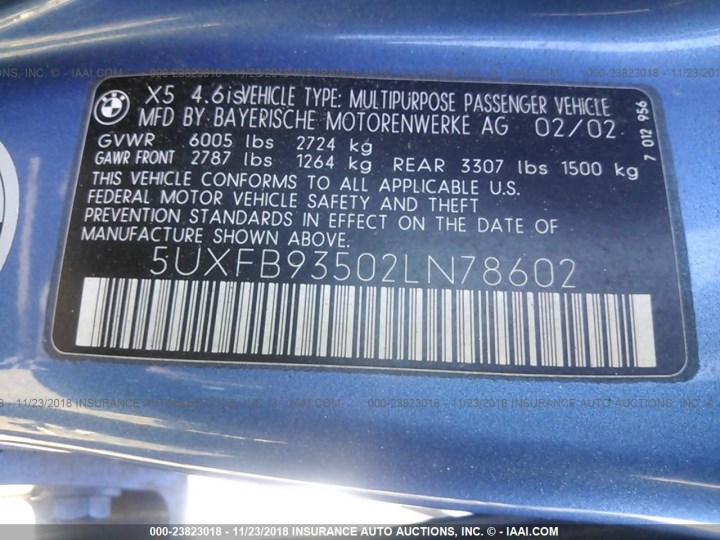 X5 4.6is VEHICLE TYPE: MULTIPURPOSE PASSENGER VEHICLE
MFD BY: BAYERISCHE MOTORENWERKE AG 02/02
GVWR 6005 lbs 2724 kg
GAWR FRONT 2787 lbs 1264 kg REAR 3307 lbs 1500 kg
THIS VEHICLE CONFORMS TO ALL APPLICABLE U.S.
FEDERAL MOTOR VEHICLE SAFETY AND THEFT
PREVENTION STANDARDS IN EFFECT ON THE DATE OF
MANUFACTURE SHOWN ABOVE.
7 012 956
5UXFB93502LN78602
000-23823018 - 11/23/2018 INSURANCE AUTO AUCTIONS, INC. - © - IAAI.COM